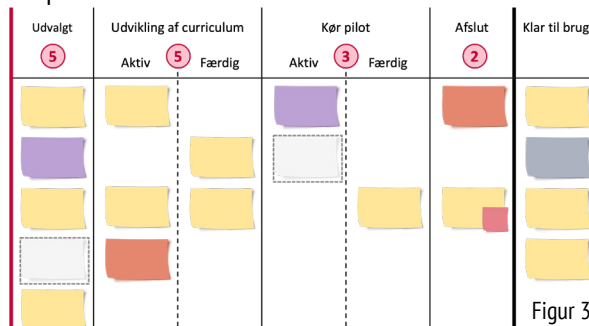 Udvalgt
5
Udvikling af curriculum
Aktiv
5
Færdig
Kør pilot
Aktiv
3
Færdig
Afslut
2
Klar til brug
Figur 3